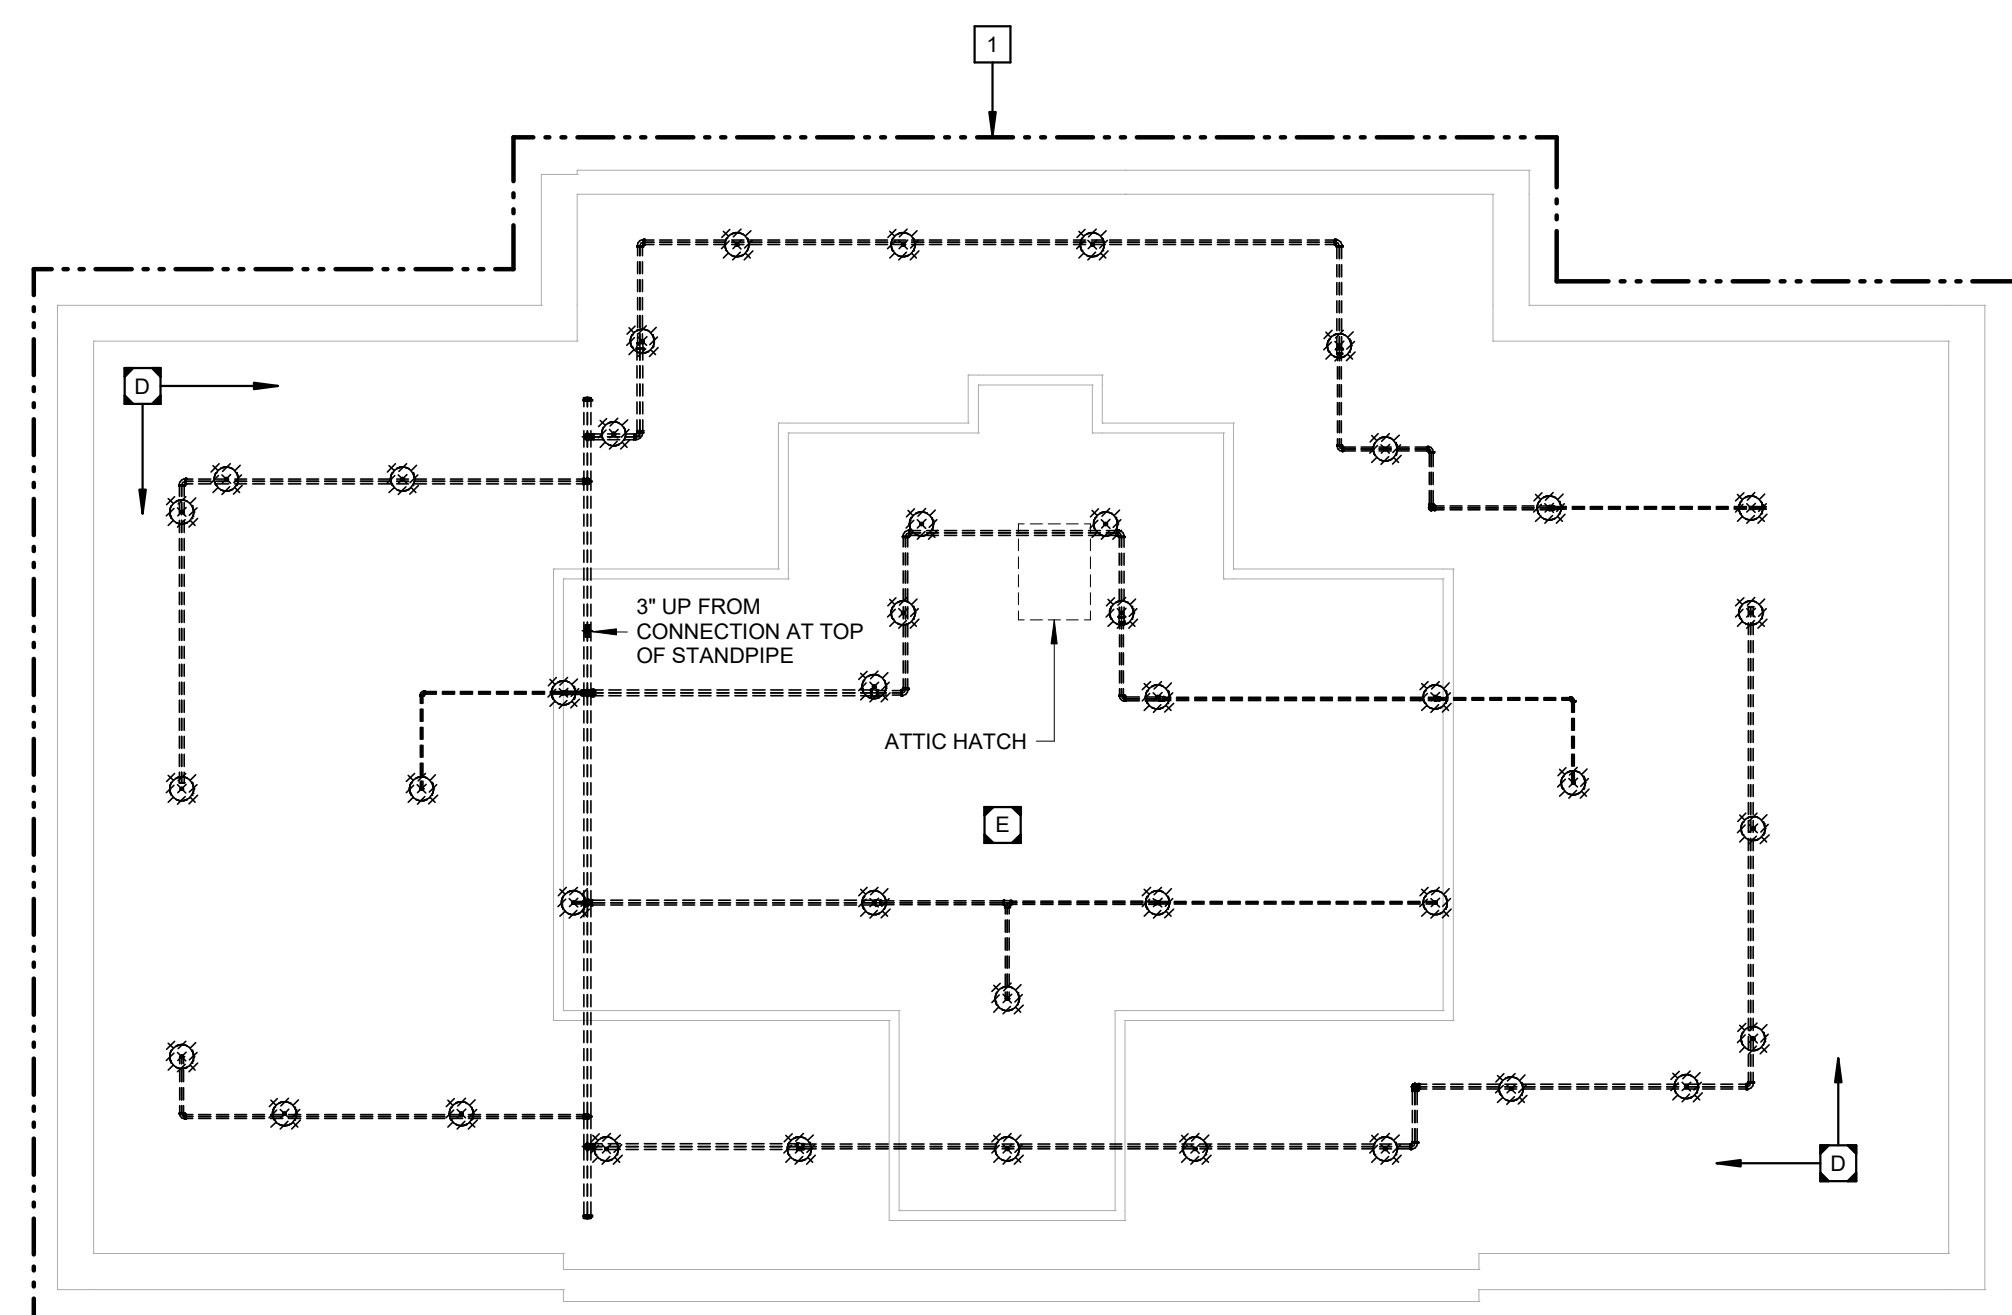 1
D
3" UP FROM
CONNECTION AT TOP
OF STANDPIPE
ATTIC HATCH
E
D